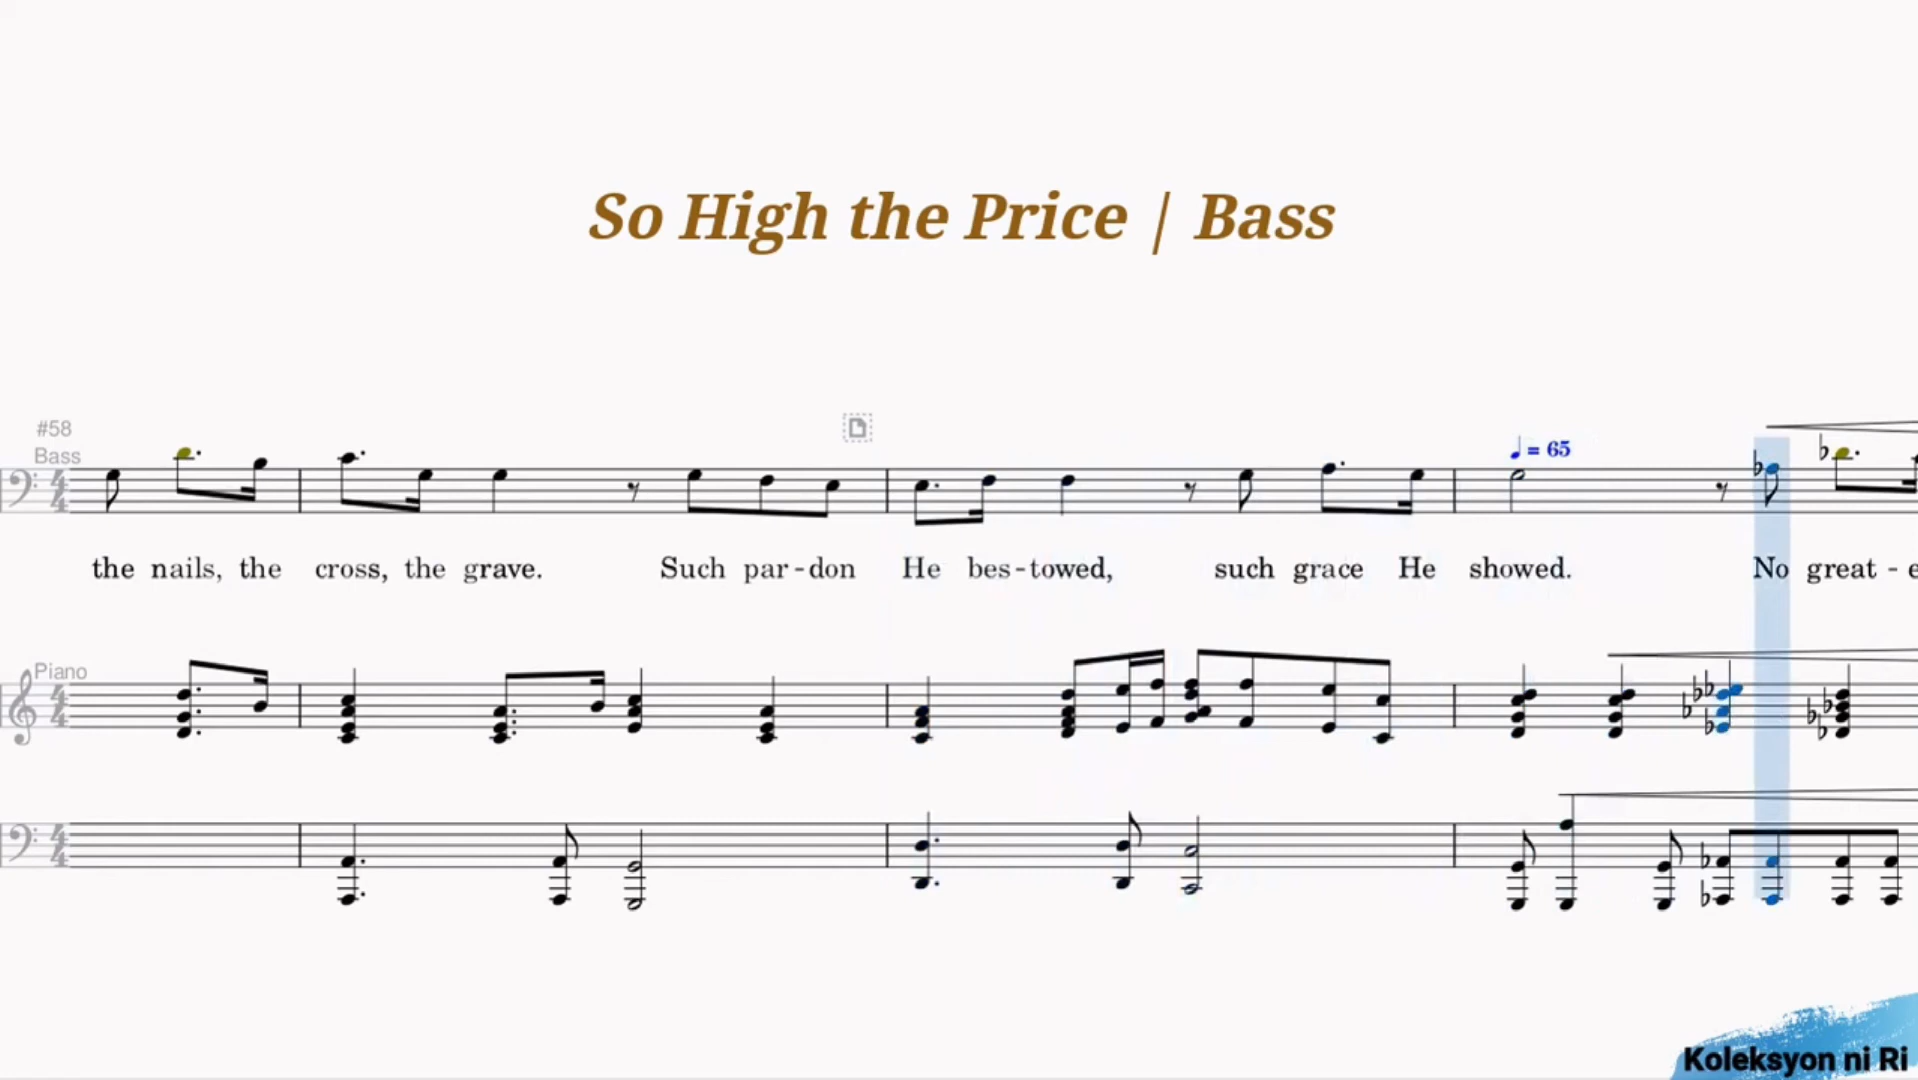 So High the Price | Bass
#58
Bass
= 65
the nails, the cross, the grave. Such par-don He bes-towed, such grace He showed. No great - e
Piano
Koleksyon ni Ri